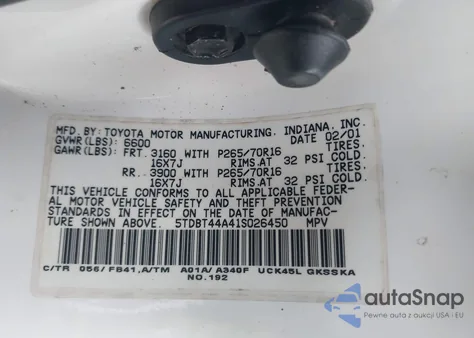 MFD. BY: TOYOTA MOTOR MANUFACTURING, INDIANA, INC.
GVWR (LBS): 6600 DATE 02/01
GAWR (LBS): FRT. 3160 WITH P265/70R16 TIRES.
16X7J RIMS.AT 32 PSI COLD.
RR. 3900 WITH P265/70R16 TIRES.
16X7J RIMS.AT 32 PSI COLD.
THIS VEHICLE CONFORMS TO ALL APPLICABLE FEDER-
AL MOTOR VEHICLE SAFETY AND THEFT PREVENTION
STANDARDS IN EFFECT ON THE DATE OF MANUFAC-
TURE SHOWN ABOVE. 5TDBT44A41S026450 MPV
C/TR 056/FB41,A/TM A01A/A340F UCK45L GKSSKA
NO.192
autoSnap
Pewne auta z dopłatą USA i EU